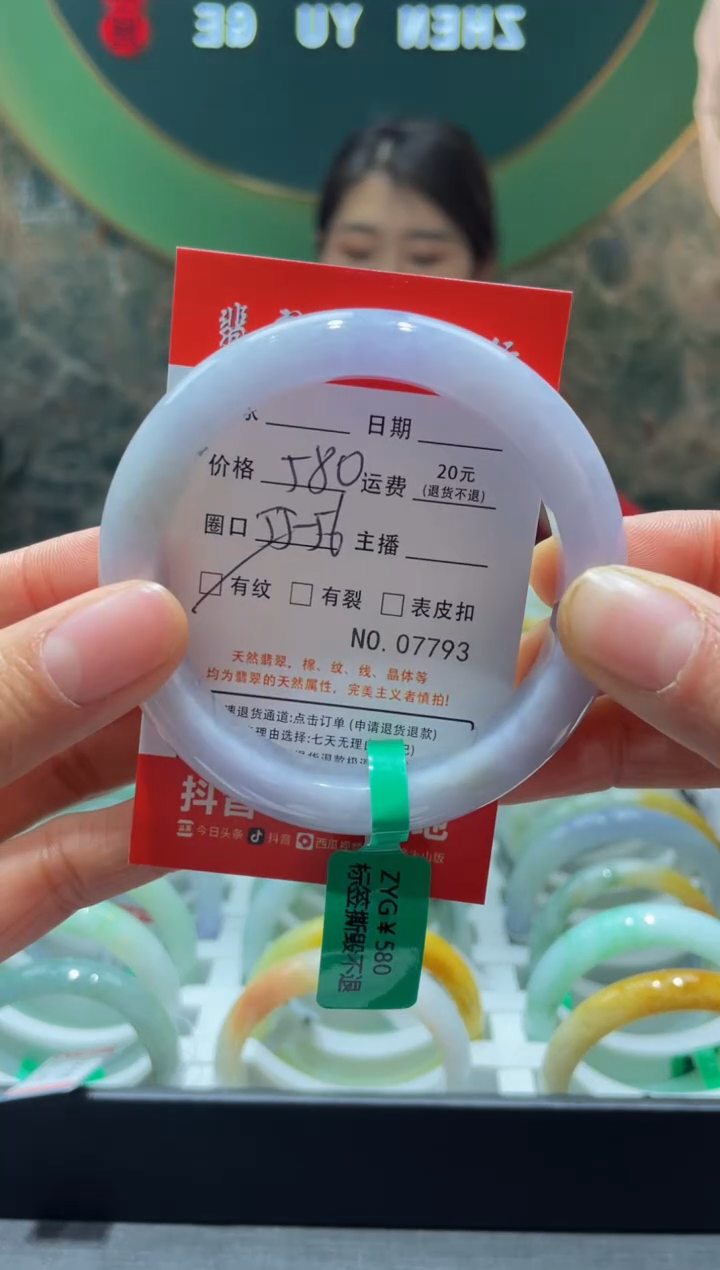 ZHEN YU GE
翡
日期
价格 580 运费 20元
(退货不退)
圈口 55-56 主播
有纹 有裂 表皮扣
NO. 07793
天然翡翠，棉、纹、线、晶体等
均为翡翠的天然属性，完美主义者慎拍!
速退货通道:点击订单 (申请退货退款)
理由选择:七天无理由
抖音
今日头条 抖音 西瓜视频 火山版
ZYG ¥580
标签撕毁不退